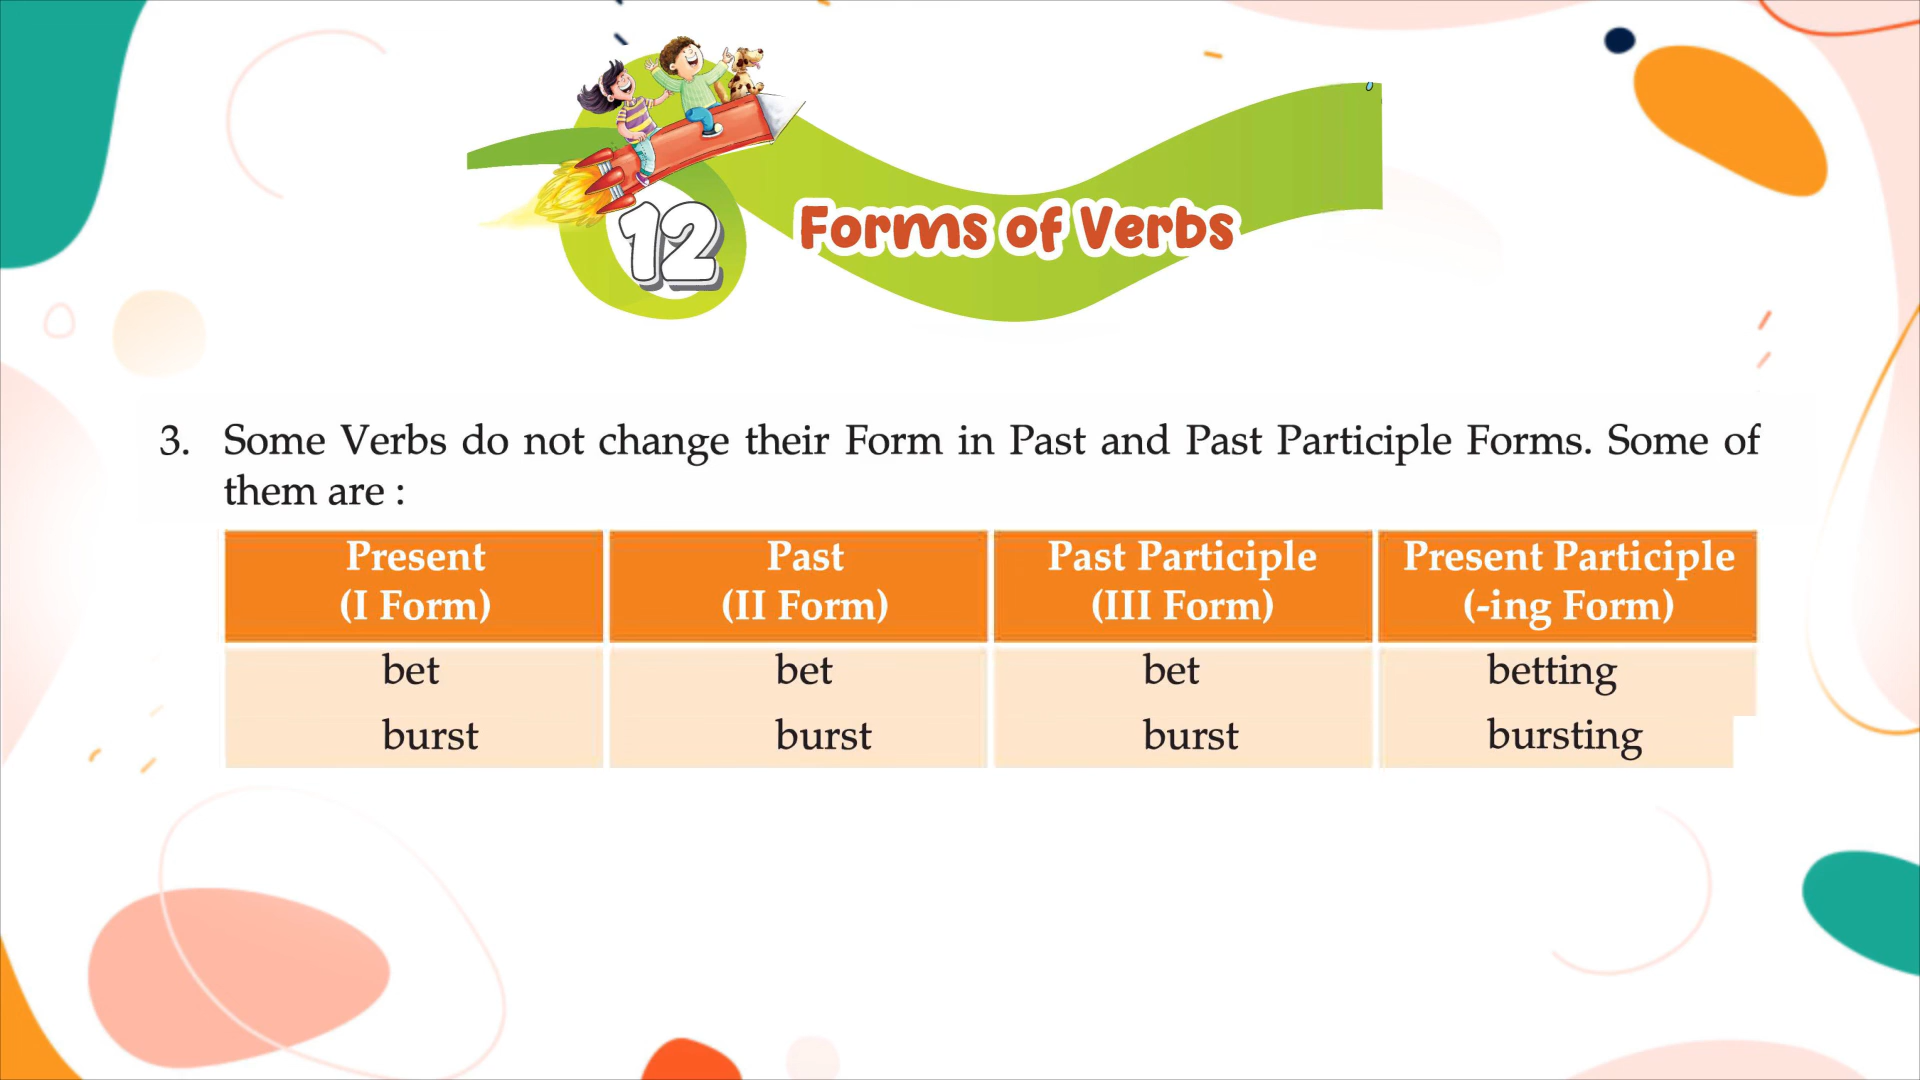 12
Forms of Verbs
3. Some Verbs do not change their Form in Past and Past Participle Forms. Some of
them are :
Present Past Past Participle Present Participle
(I Form) (II Form) (III Form) (-ing Form)
bet bet bet betting
burst burst burst bursting